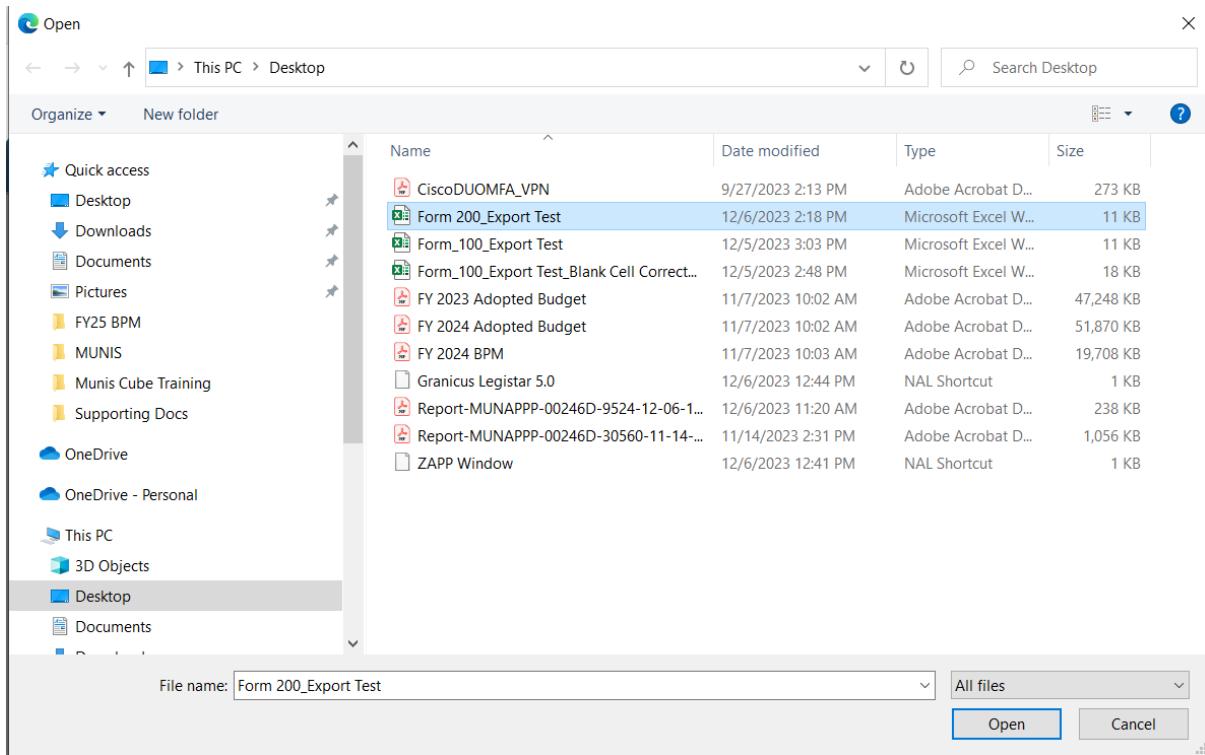 Open
This PC > Desktop
Search Desktop
Organize New folder
Name Date modified Type Size
Quick access
Desktop
Downloads
Documents
Pictures
FY25 BPM
MUNIS
Munis Cube Training
Supporting Docs
OneDrive
OneDrive - Personal
This PC
3D Objects
Desktop
Documents
CiscoDUOMFA_VPN 9/27/2023 2:13 PM Adobe Acrobat D... 273 KB
Form 200_Export Test 12/6/2023 2:18 PM Microsoft Excel W... 11 KB
Form_100_Export Test 12/5/2023 3:03 PM Microsoft Excel W... 11 KB
Form_100_Export Test_Blank Cell Correct... 12/5/2023 2:48 PM Microsoft Excel W... 18 KB
FY 2023 Adopted Budget 11/7/2023 10:02 AM Adobe Acrobat D... 47,248 KB
FY 2024 Adopted Budget 11/7/2023 10:02 AM Adobe Acrobat D... 51,870 KB
FY 2024 BPM 11/7/2023 10:03 AM Adobe Acrobat D... 19,708 KB
Granicus Legistar 5.0 12/6/2023 12:44 PM NAL Shortcut 1 KB
Report-MUNAPPP-00246D-9524-12-06-1... 12/6/2023 11:20 AM Adobe Acrobat D... 238 KB
Report-MUNAPPP-00246D-30560-11-14-... 11/14/2023 2:31 PM Adobe Acrobat D... 1,056 KB
ZAPP Window 12/6/2023 12:41 PM NAL Shortcut 1 KB
File name: Form 200_Export Test All files
Open Cancel